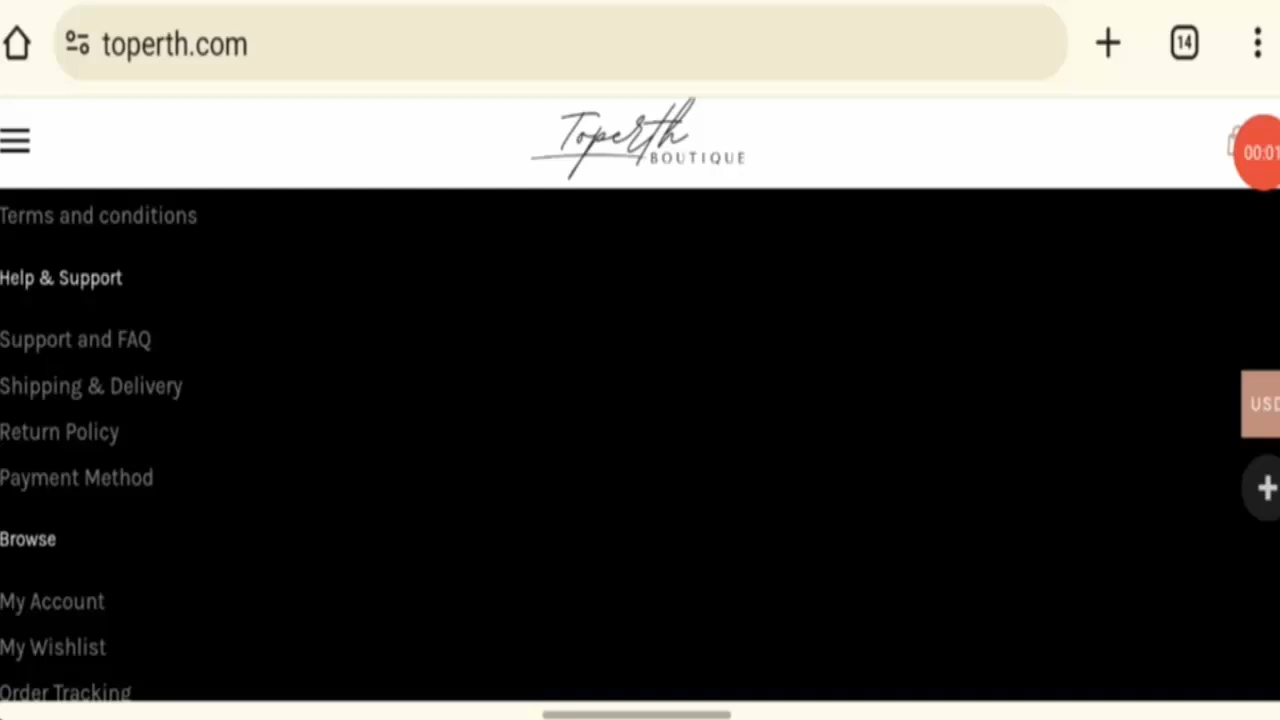 toperth.com
14
Toperth
BOUTIQUE
00:01
Terms and conditions
Help & Support
Support and FAQ
Shipping & Delivery
Return Policy
Payment Method
USD
Browse
My Account
My Wishlist
Order Tracking